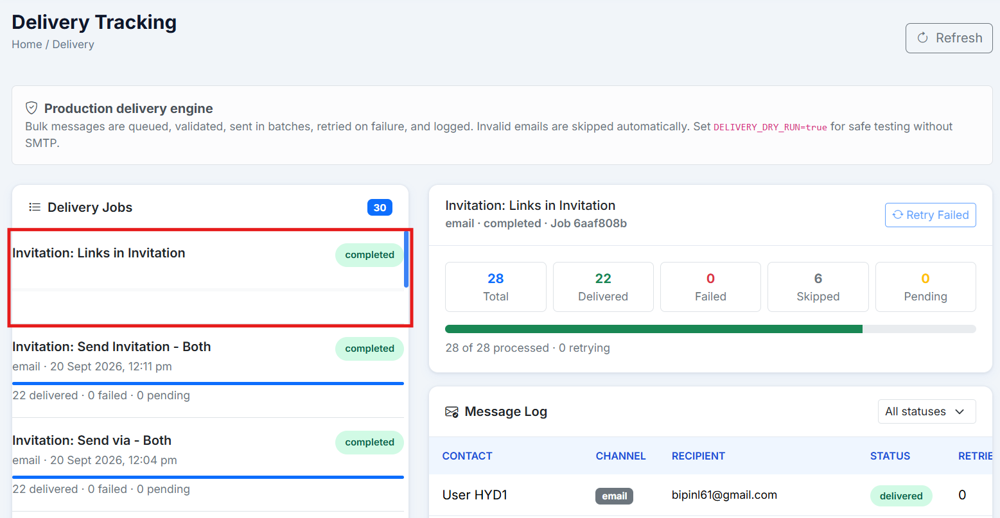 Delivery Tracking
Home / Delivery
Refresh
Production delivery engine
Bulk messages are queued, validated, sent in batches, retried on failure, and logged. Invalid emails are skipped automatically. Set DELIVERY_DRY_RUN=true for safe testing without
SMTP.
Delivery Jobs
30
Invitation: Links in Invitation
completed
Invitation: Send Invitation - Both
completed
email · 20 Sept 2026, 12:11 pm
22 delivered · 0 failed · 0 pending
Invitation: Send via - Both
completed
email · 20 Sept 2026, 12:04 pm
22 delivered · 0 failed · 0 pending
Invitation: Links in Invitation
email · completed · Job 6aaf808b
Retry Failed
28
Total
22
Delivered
0
Failed
6
Skipped
0
Pending
28 of 28 processed · 0 retrying
Message Log
All statuses
CONTACT CHANNEL RECIPIENT STATUS RETRIE
User HYD1 email bipinl61@gmail.com delivered 0